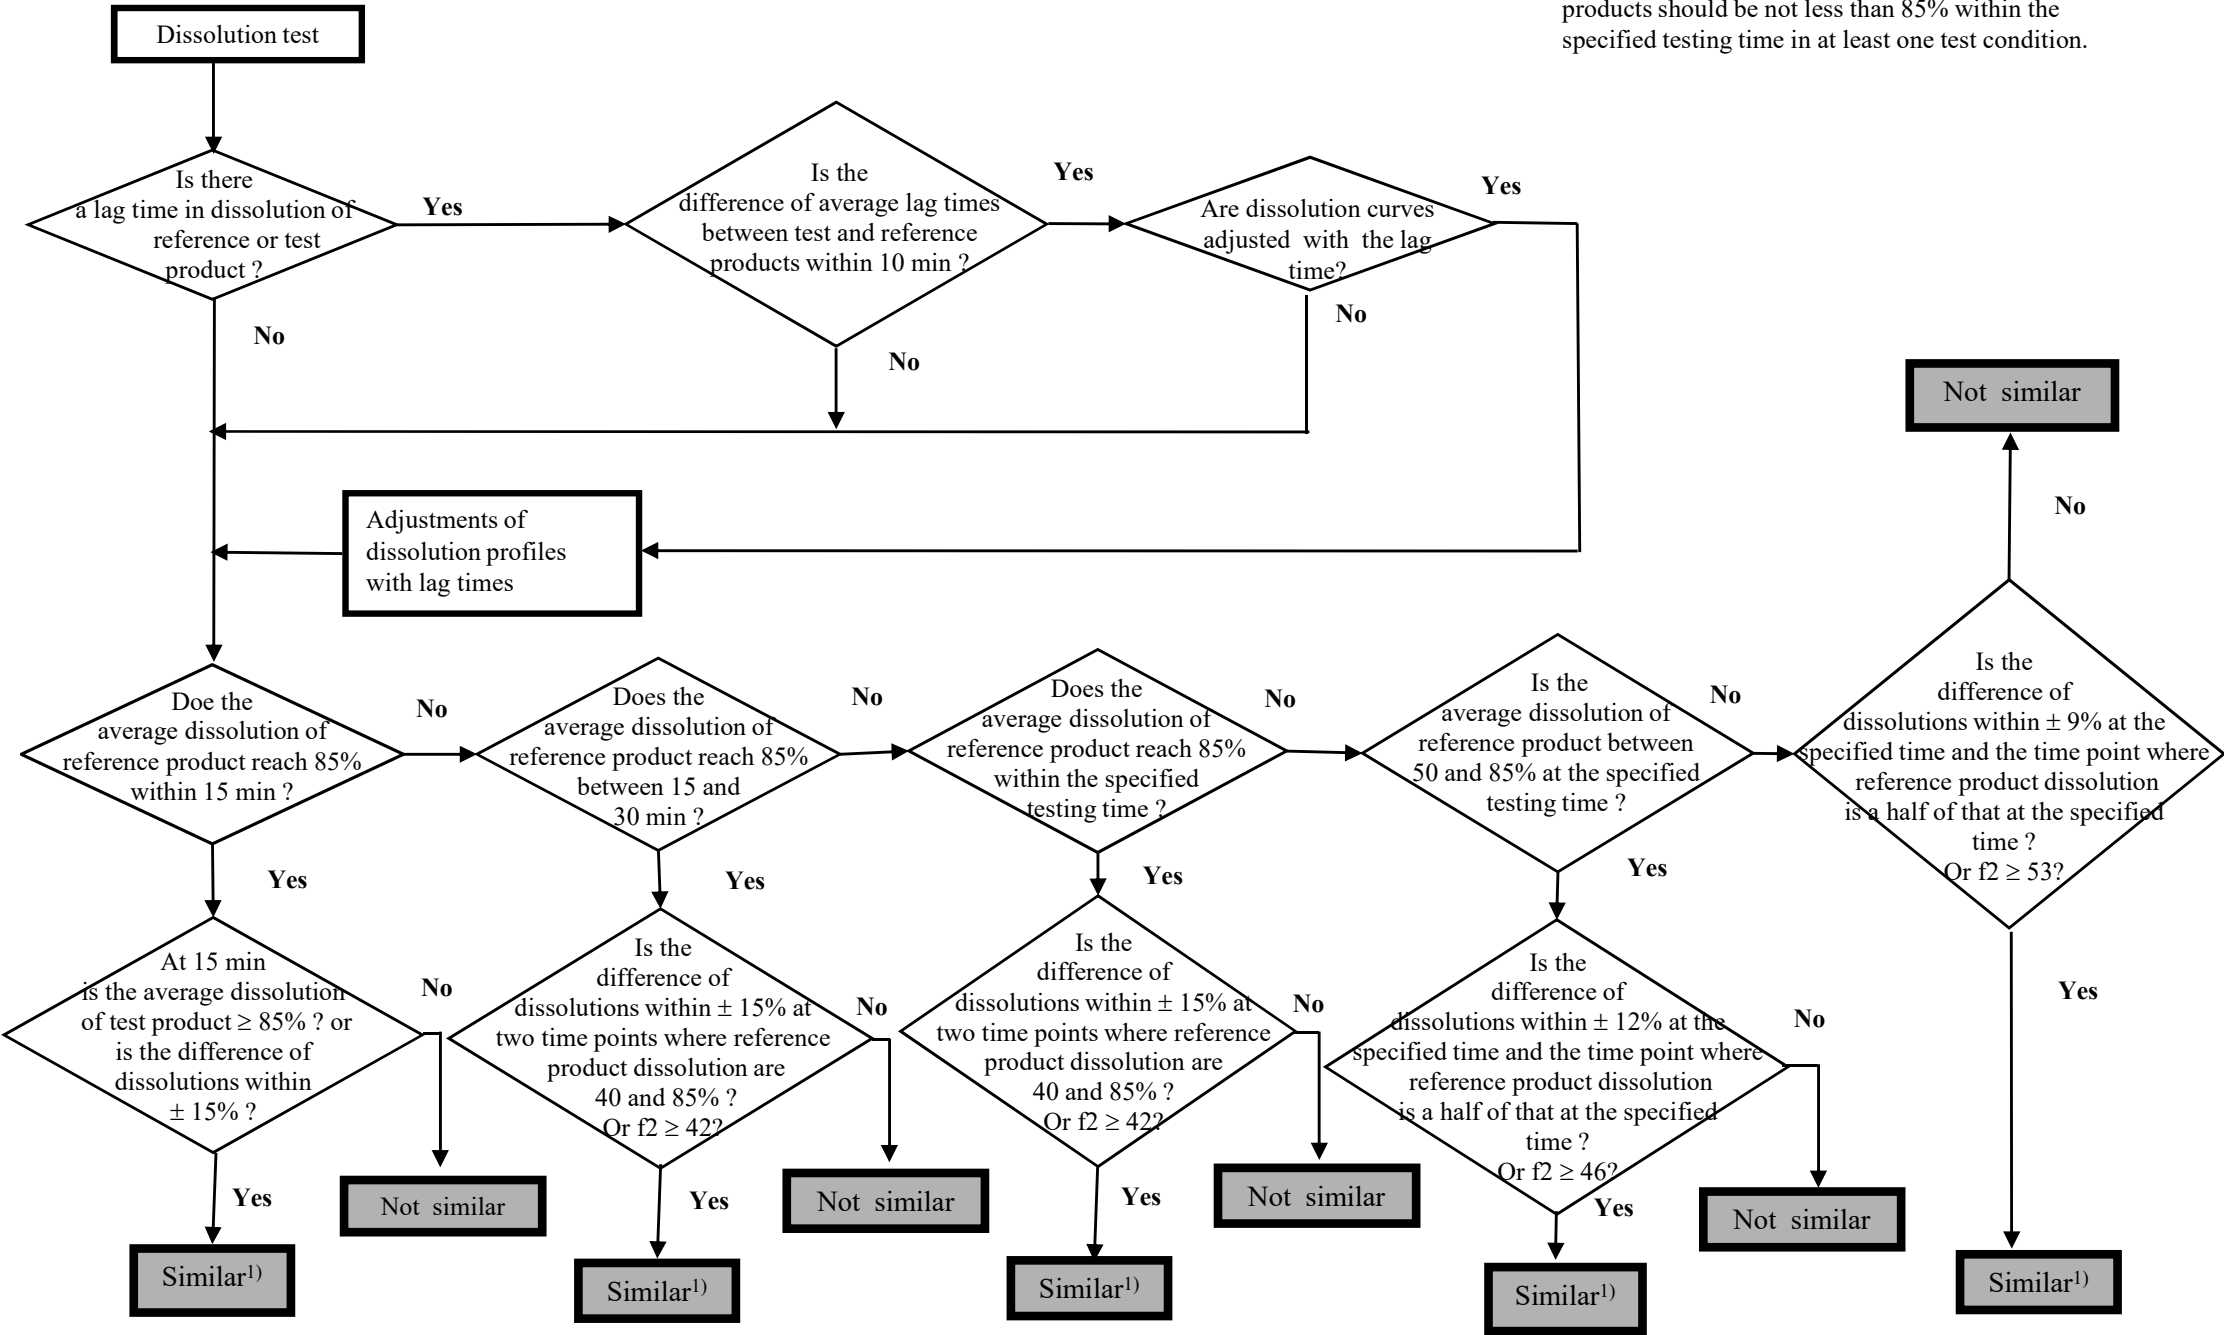 products should be not less than 85% within the
specified testing time in at least one test condition.
Dissolution test
Is there
a lag time in dissolution of
reference or test
product ?
Yes
No
Is the
difference of average lag times
between test and reference
products within 10 min ?
Yes
No
Are dissolution curves
adjusted with the lag
time?
Yes
No
Adjustments of
dissolution profiles
with lag times
Not similar
No
Doe the
average dissolution of
reference product reach 85%
within 15 min ?
No
Yes
Does the
average dissolution of
reference product reach 85%
between 15 and
30 min ?
No
Yes
Does the
average dissolution of
reference product reach 85%
within the specified
testing time ?
No
Yes
Is the
average dissolution of
reference product between
50 and 85% at the specified
testing time ?
No
Yes
Is the
difference of
dissolutions within ± 9% at the
specified time and the time point where
reference product dissolution
is a half of that at the specified
time ?
Or f2 ≥ 53?
Yes
At 15 min
is the average dissolution
of test product ≥ 85% ? or
is the difference of
dissolutions within
± 15% ?
No
Yes
Is the
difference of
dissolutions within ± 15% at
two time points where reference
product dissolution are
40 and 85% ?
Or f2 ≥ 42?
No
Yes
Is the
difference of
dissolutions within ± 15% at
two time points where reference
product dissolution are
40 and 85% ?
Or f2 ≥ 42?
No
Yes
Is the
difference of
dissolutions within ± 12% at the
specified time and the time point where
reference product dissolution
is a half of that at the specified
time ?
Or f2 ≥ 46?
No
Yes
Not similar
Not similar
Not similar
Not similar
Similar1)
Similar1)
Similar1)
Similar1)
Similar1)